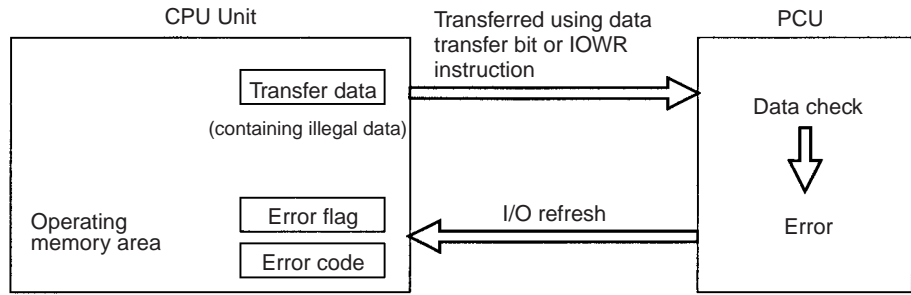 CPU Unit
Transferred using data
transfer bit or IOWR
instruction
PCU
Transfer data
(containing illegal data)
Data check
Operating
memory area
Error flag
Error code
I/O refresh
Error